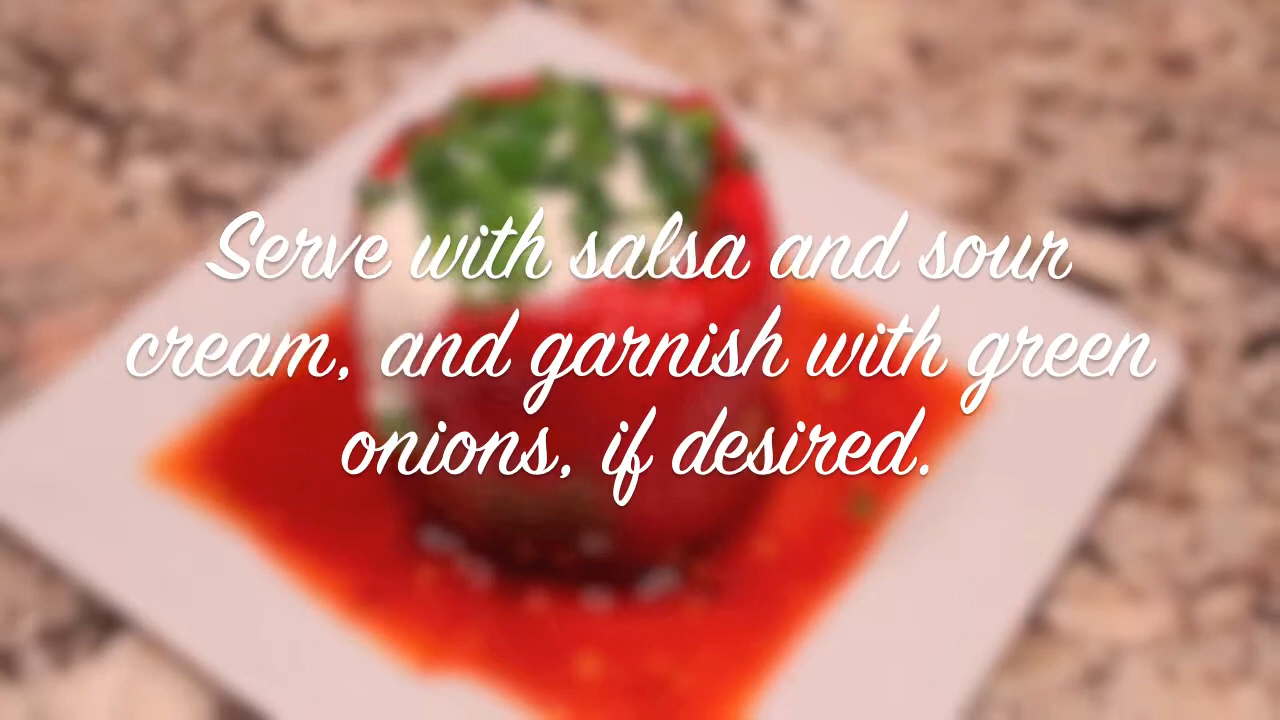 Serve with salsa and sour
cream, and garnish with green
onions, if desired.